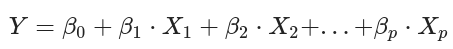 Y = β₀ + β₁ · X₁ + β₂ · X₂+...+βₚ · Xₚ